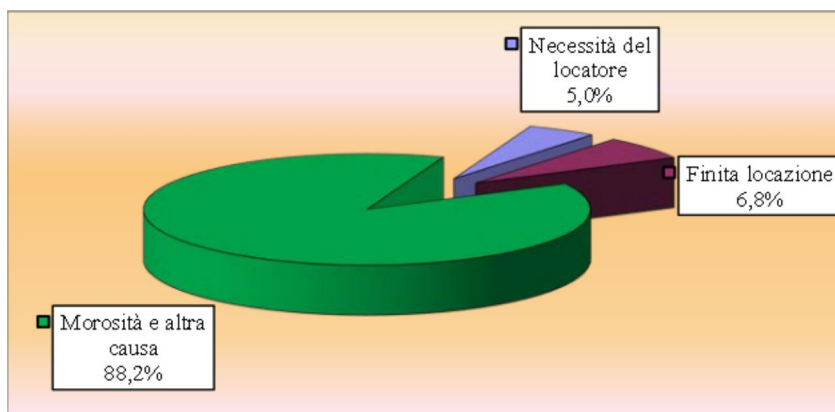 Necessità del
locatore
5,0%
Finita locazione
6,8%
Morosità e altra
causa
88,2%